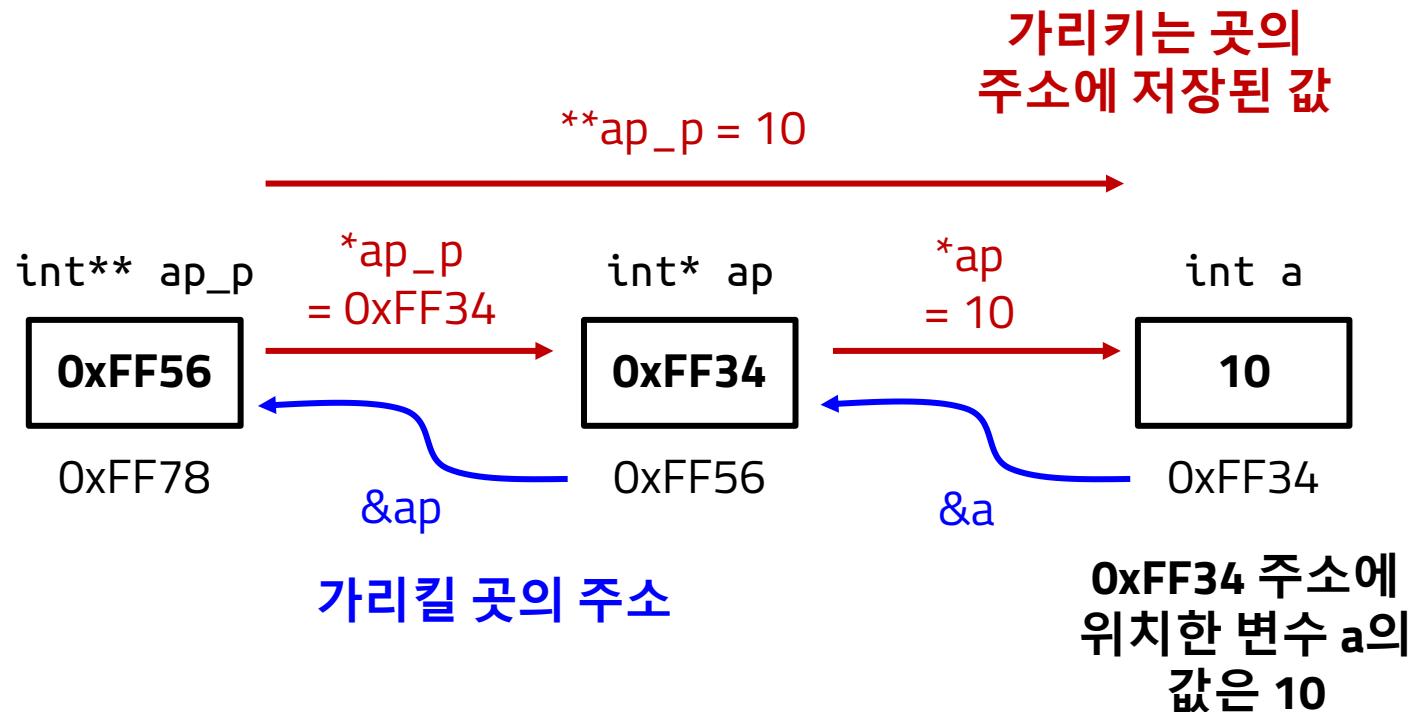 가리키는 곳의
주소에 저장된 값
**ap_p = 10
int** ap_p
*ap_p
= 0xFF34
int* ap
*ap
= 10
int a
0xFF56
0xFF34
10
0xFF78
&ap
0xFF56
&a
0xFF34
가리킬 곳의 주소
0xFF34 주소에
위치한 변수 a의
값은 10